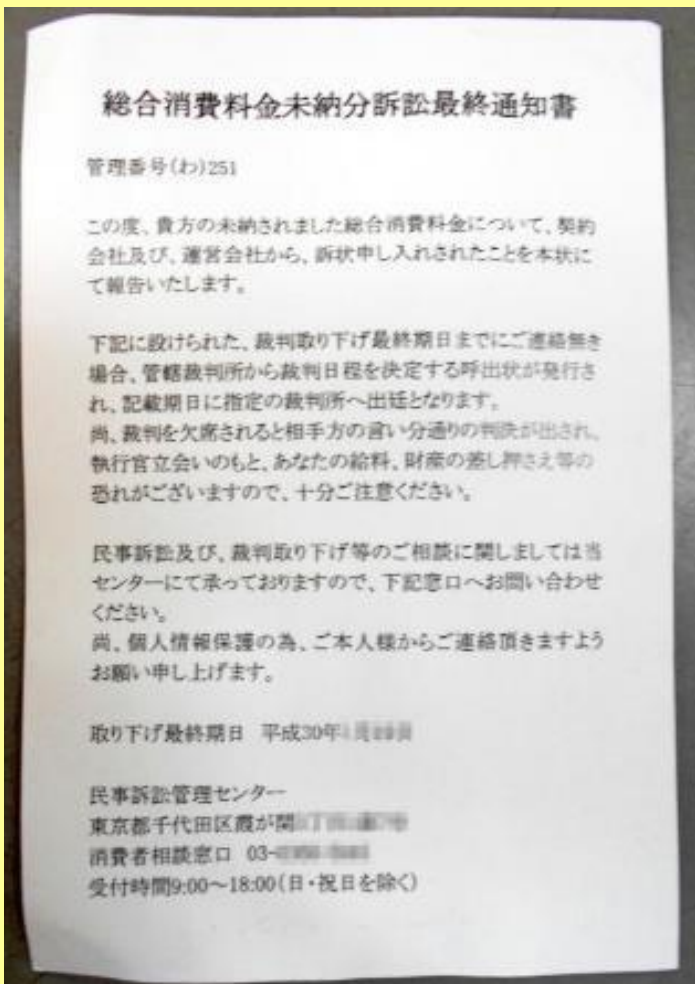 総合消費料金未納分訴訟最終通知書
管理番号(わ)251
この度、貴方の未納されました総合消費料金について、契約
会社及び、運営会社から、訴状申し入れされたことを本状に
て報告いたします。
下記に設けられた、裁判取り下げ最終期日までにご連絡無き
場合、管轄裁判所から裁判日程を決定する呼出状が発行さ
れ、記載期日に指定の裁判所へ出廷となります。
尚、裁判を欠席されると相手方の言い分通りの判決が出され、
執行官立会いのもと、あなたの給料、財産の差し押さえ等の
恐れがございますので、十分ご注意ください。
民事訴訟及び、裁判取り下げ等のご相談に関しましては当
センターにて承っておりますので、下記窓口へお問い合わせ
ください。
尚、個人情報保護の為、ご本人様からご連絡頂きますよう
お願い申し上げます。
取り下げ最終期日 平成30年
民事訴訟管理センター
東京都千代田区霞が関
消費者相談窓口 03-
受付時間9:00〜18:00(日・祝日を除く)